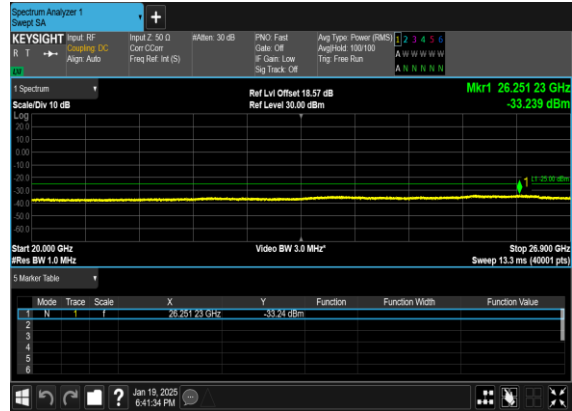 Spectrum Analyzer 1
Swept SA
+
KEYSIGHT Input: RF Input Z: 50 Ω #Atten: 30 dB PNO: Fast Avg Type: Power (RMS) 1 2 3 4 5 6
R T Coupling: DC Corr CCorr Gate: Off Avg|Hold: 100/100 A W W W W W
Align: Auto Freq Ref: Int (S) IF Gain: Low Trig: Free Run
Sig Track: Off A N N N N N
1 Spectrum Ref Lvl Offset 18.57 dB Mkr1 26.251 23 GHz
Scale/Div 10 dB Ref Level 30.00 dBm -33.239 dBm
Log
20.0
10.0
0.00
-10.0
-20.0
-30.0
-40.0
-50.0
-60.0
1
Start 20.000 GHz Video BW 3.0 MHz* Stop 26.900 GHz
#Res BW 1.0 MHz Sweep 13.3 ms (40001 pts)
5 Marker Table
Mode Trace Scale X Y Function Function Width Function Value
1 N 1 f 26.251 23 GHz -33.24 dBm
2
3
4
5
6
? Jan 19, 2025
6:41:34 PM